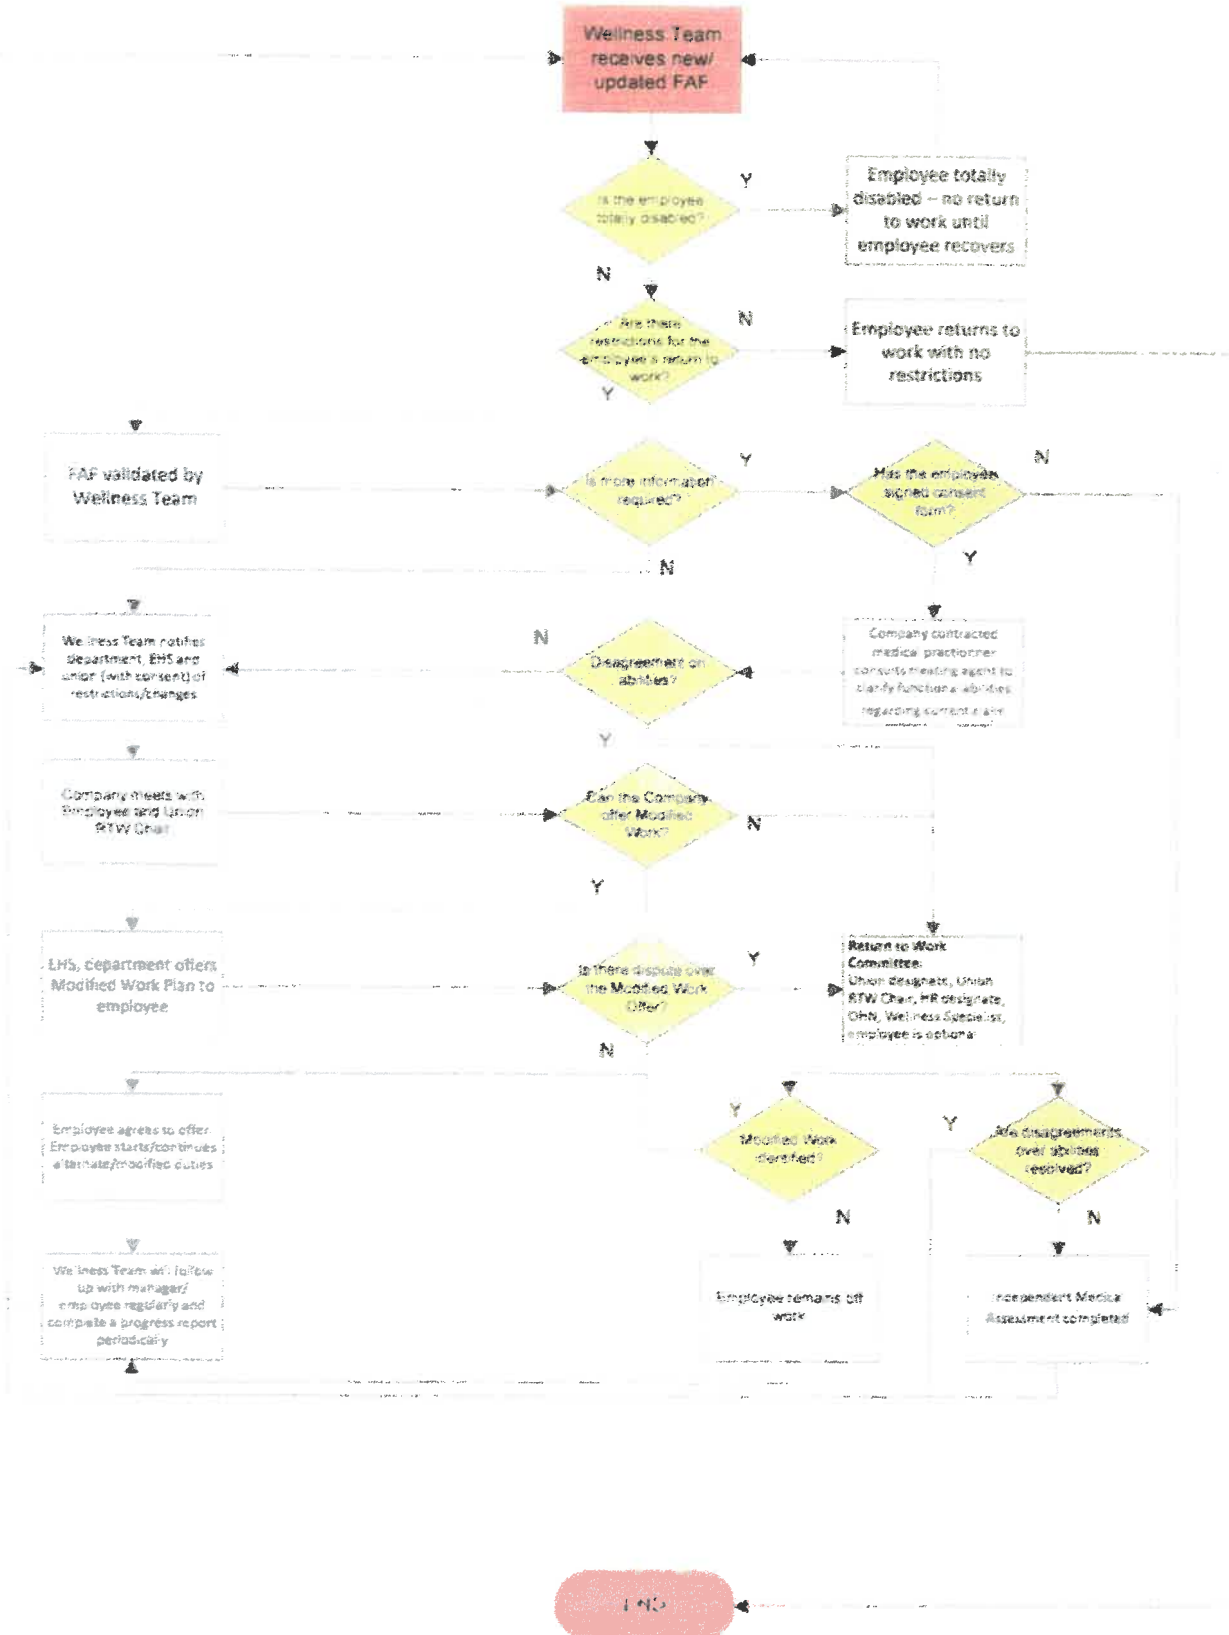 Wellness Team
receives new/
updated FAF
Is the employee
totally disabled?
Y
Employee totally
disabled – no return
to work until
employee recovers
N
Are there
restrictions for the
employee's return to
work?
N
Employee returns to
work with no
restrictions
Y
FAF validated by
Wellness Team
Is more information
required?
Y
Has the employee
signed consent
form?
N
N
Y
Wellness Team notifies
department, EHS and
union (with consent) of
restrictions/changes
N
Disagreement on
abilities?
Company contracted
medical practitioner
consults treating agent to
clarify functional abilities
regarding current claim
Y
Company meets with
Employee and Union
RTW Chair
Can the Company
offer Modified
Work?
N
Y
department offers
Modified Work Plan to
employee
Is there dispute over
the Modified Work
Offer?
Y
Return to Work
Committee:
Union designate, Union
RTW Chair, HR designate,
OHN, Wellness Specialist,
employee is optional
N
Employee agrees to offer
Employee starts/continues
alternate/modified duties
Y
Modified Work
identified?
N
Y
Are disagreements
over abilities
resolved?
N
Wellness Team will follow
up with manager/
employee regularly and
complete a progress report
periodically
Employee remains off
work
Independent Medical
Assessment completed
END